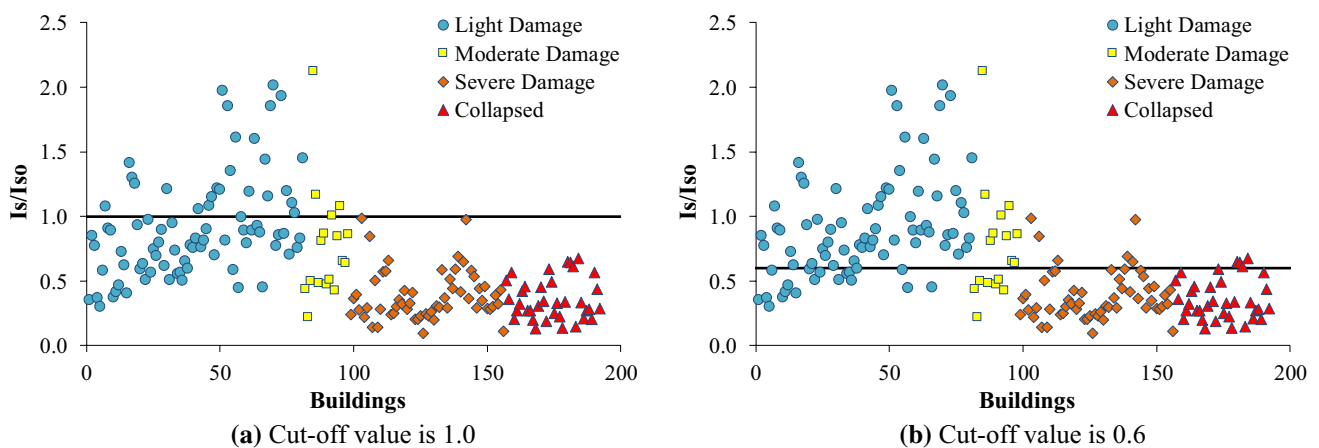 2.5
2.0
1.5
1.0
0.5
0.0
Is/Iso
0 50 100 150 200
Buildings
Light Damage
Moderate Damage
Severe Damage
Collapsed
(a) Cut-off value is 1.0
2.5
2.0
1.5
1.0
0.5
0.0
Is/Iso
0 50 100 150 200
Buildings
Light Damage
Moderate Damage
Severe Damage
Collapsed
(b) Cut-off value is 0.6